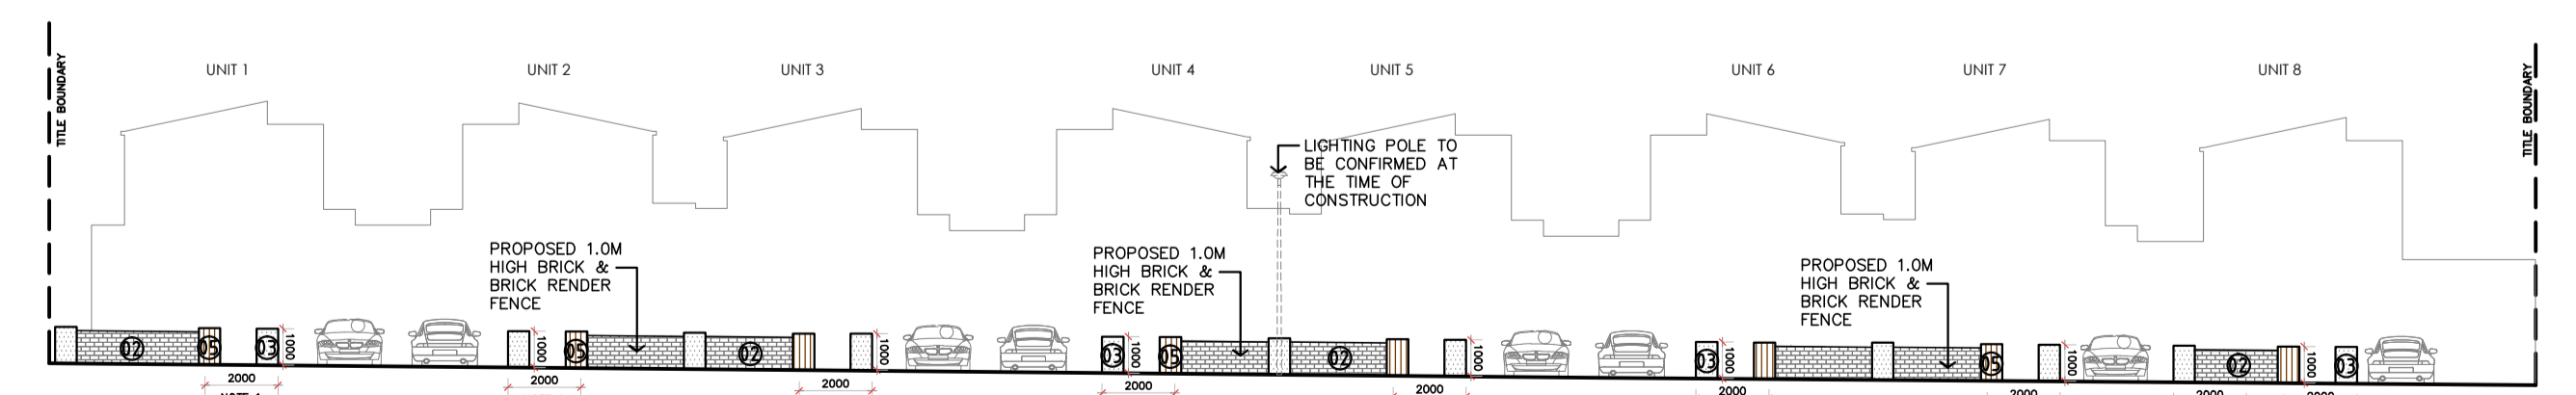 TITLE BOUNDARY
UNIT 1
UNIT 2
UNIT 3
UNIT 4
UNIT 5
UNIT 6
UNIT 7
UNIT 8
TITLE BOUNDARY
LIGHTING POLE TO
BE CONFIRMED AT
THE TIME OF
CONSTRUCTION
PROPOSED 1.0M
HIGH BRICK &
BRICK RENDER
FENCE
PROPOSED 1.0M
HIGH BRICK &
BRICK RENDER
FENCE
PROPOSED 1.0M
HIGH BRICK &
BRICK RENDER
FENCE
02
05
03
1000
1000
05
02
1000
03
1000
05
02
1000
03
1000
05
1000
02
1000
03
2000
2000
2000
2000
2000
2000
2000
2000
2000